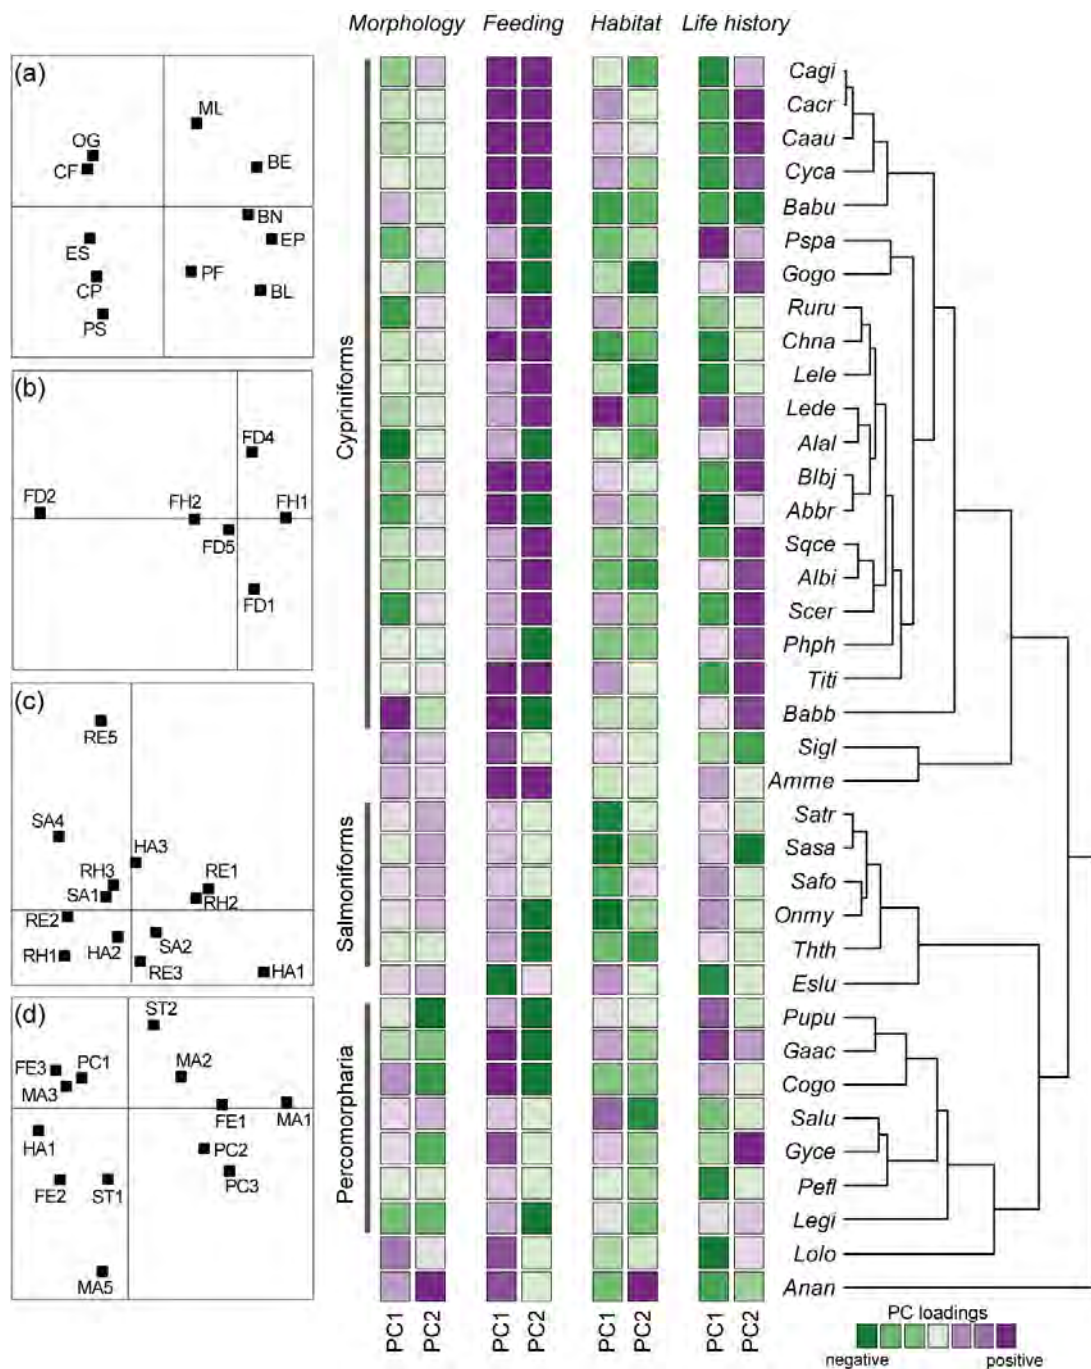 Morphology Feeding Habitat Life history
(a)
ML
OG
CF
BE
BN
ES
EP
CP
PF
BL
PS
(b)
FD4
FD2
FH2
FH1
FD5
FD1
(c)
RE5
SA4
HA3
RH3
RE1
SA1
RH2
RE2
HA2
SA2
RH1
RE3
HA1
(d)
ST2
FE3
PC1
MA2
MA3
FE1
MA1
HA1
PC2
FE2
ST1
PC3
MA5
Cypriniforms
Salmoniforms
Percomorpharia
Cagi
Cacr
Caau
Cyca
Babu
Pspa
Gogo
Ruru
Chna
Lele
Lede
Alal
Blbj
Abbr
Sqce
Albi
Scer
Phph
Titi
Babb
Sigl
Amme
Satr
Sasa
Safo
Onmy
Thth
Eslu
Pupu
Gaac
Cogo
Salu
Gyce
Pefl
Legi
Lolo
Anan
PC1 PC2 PC1 PC2 PC1 PC2 PC1 PC2
PC loadings
negative positive